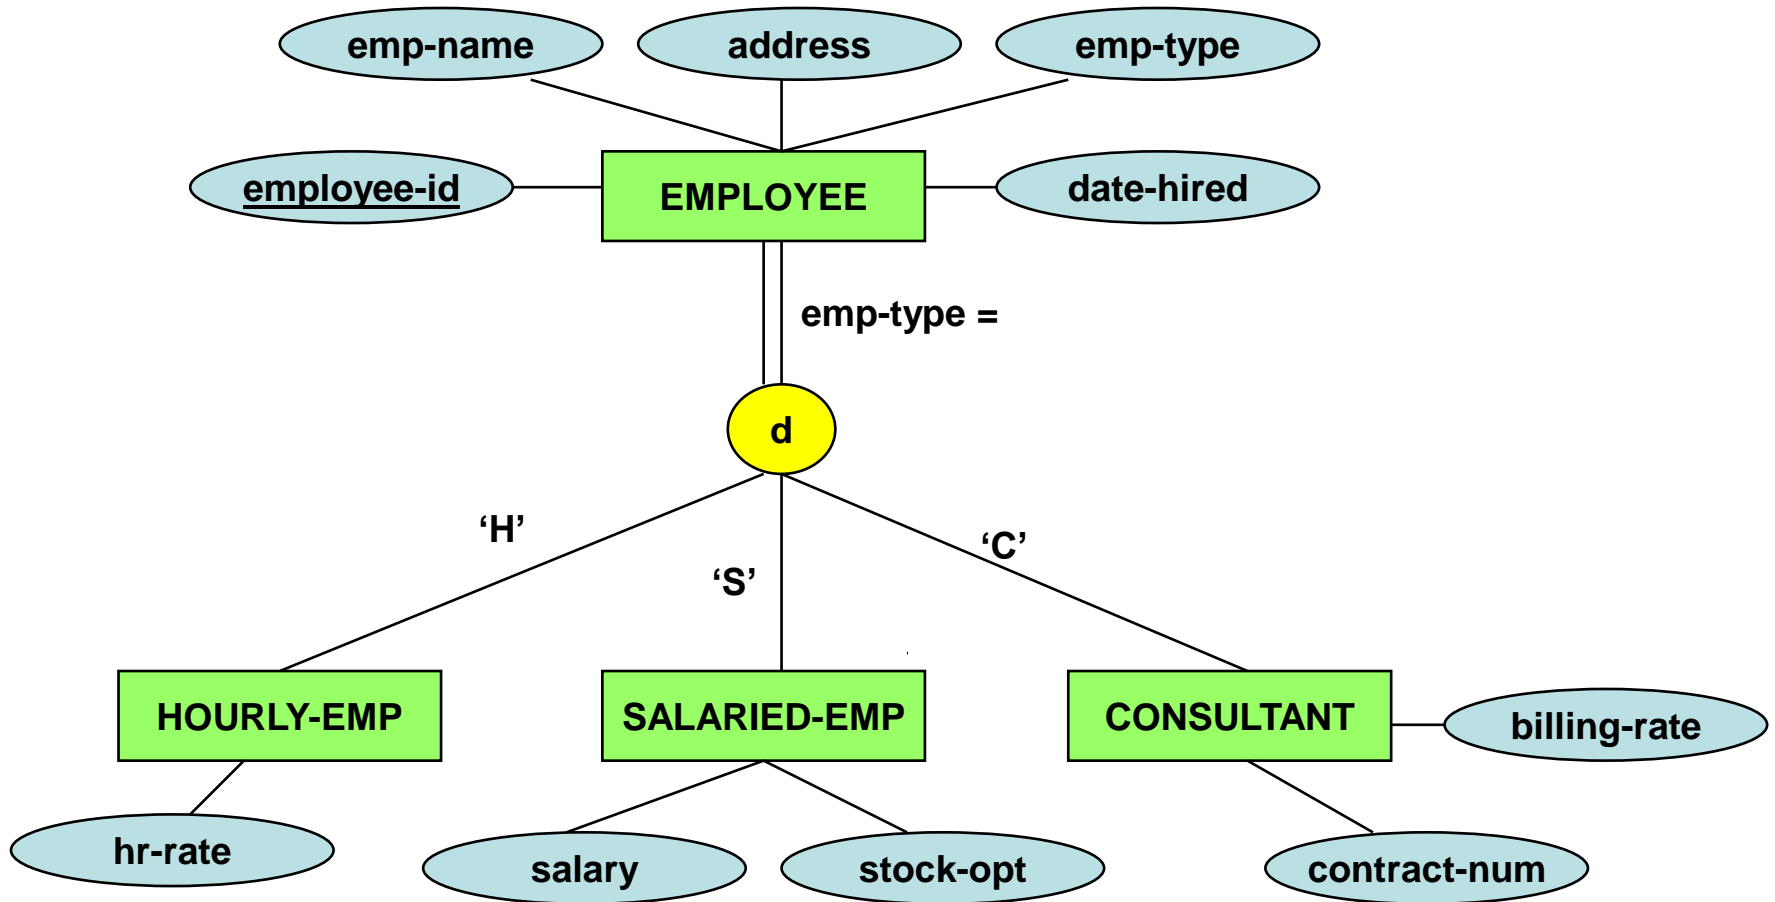 emp-name
address
emp-type
employee-id
EMPLOYEE
date-hired
emp-type =
d
‘H’
‘S’
‘C’
HOURLY-EMP
SALARIED-EMP
CONSULTANT
billing-rate
hr-rate
salary
stock-opt
contract-num